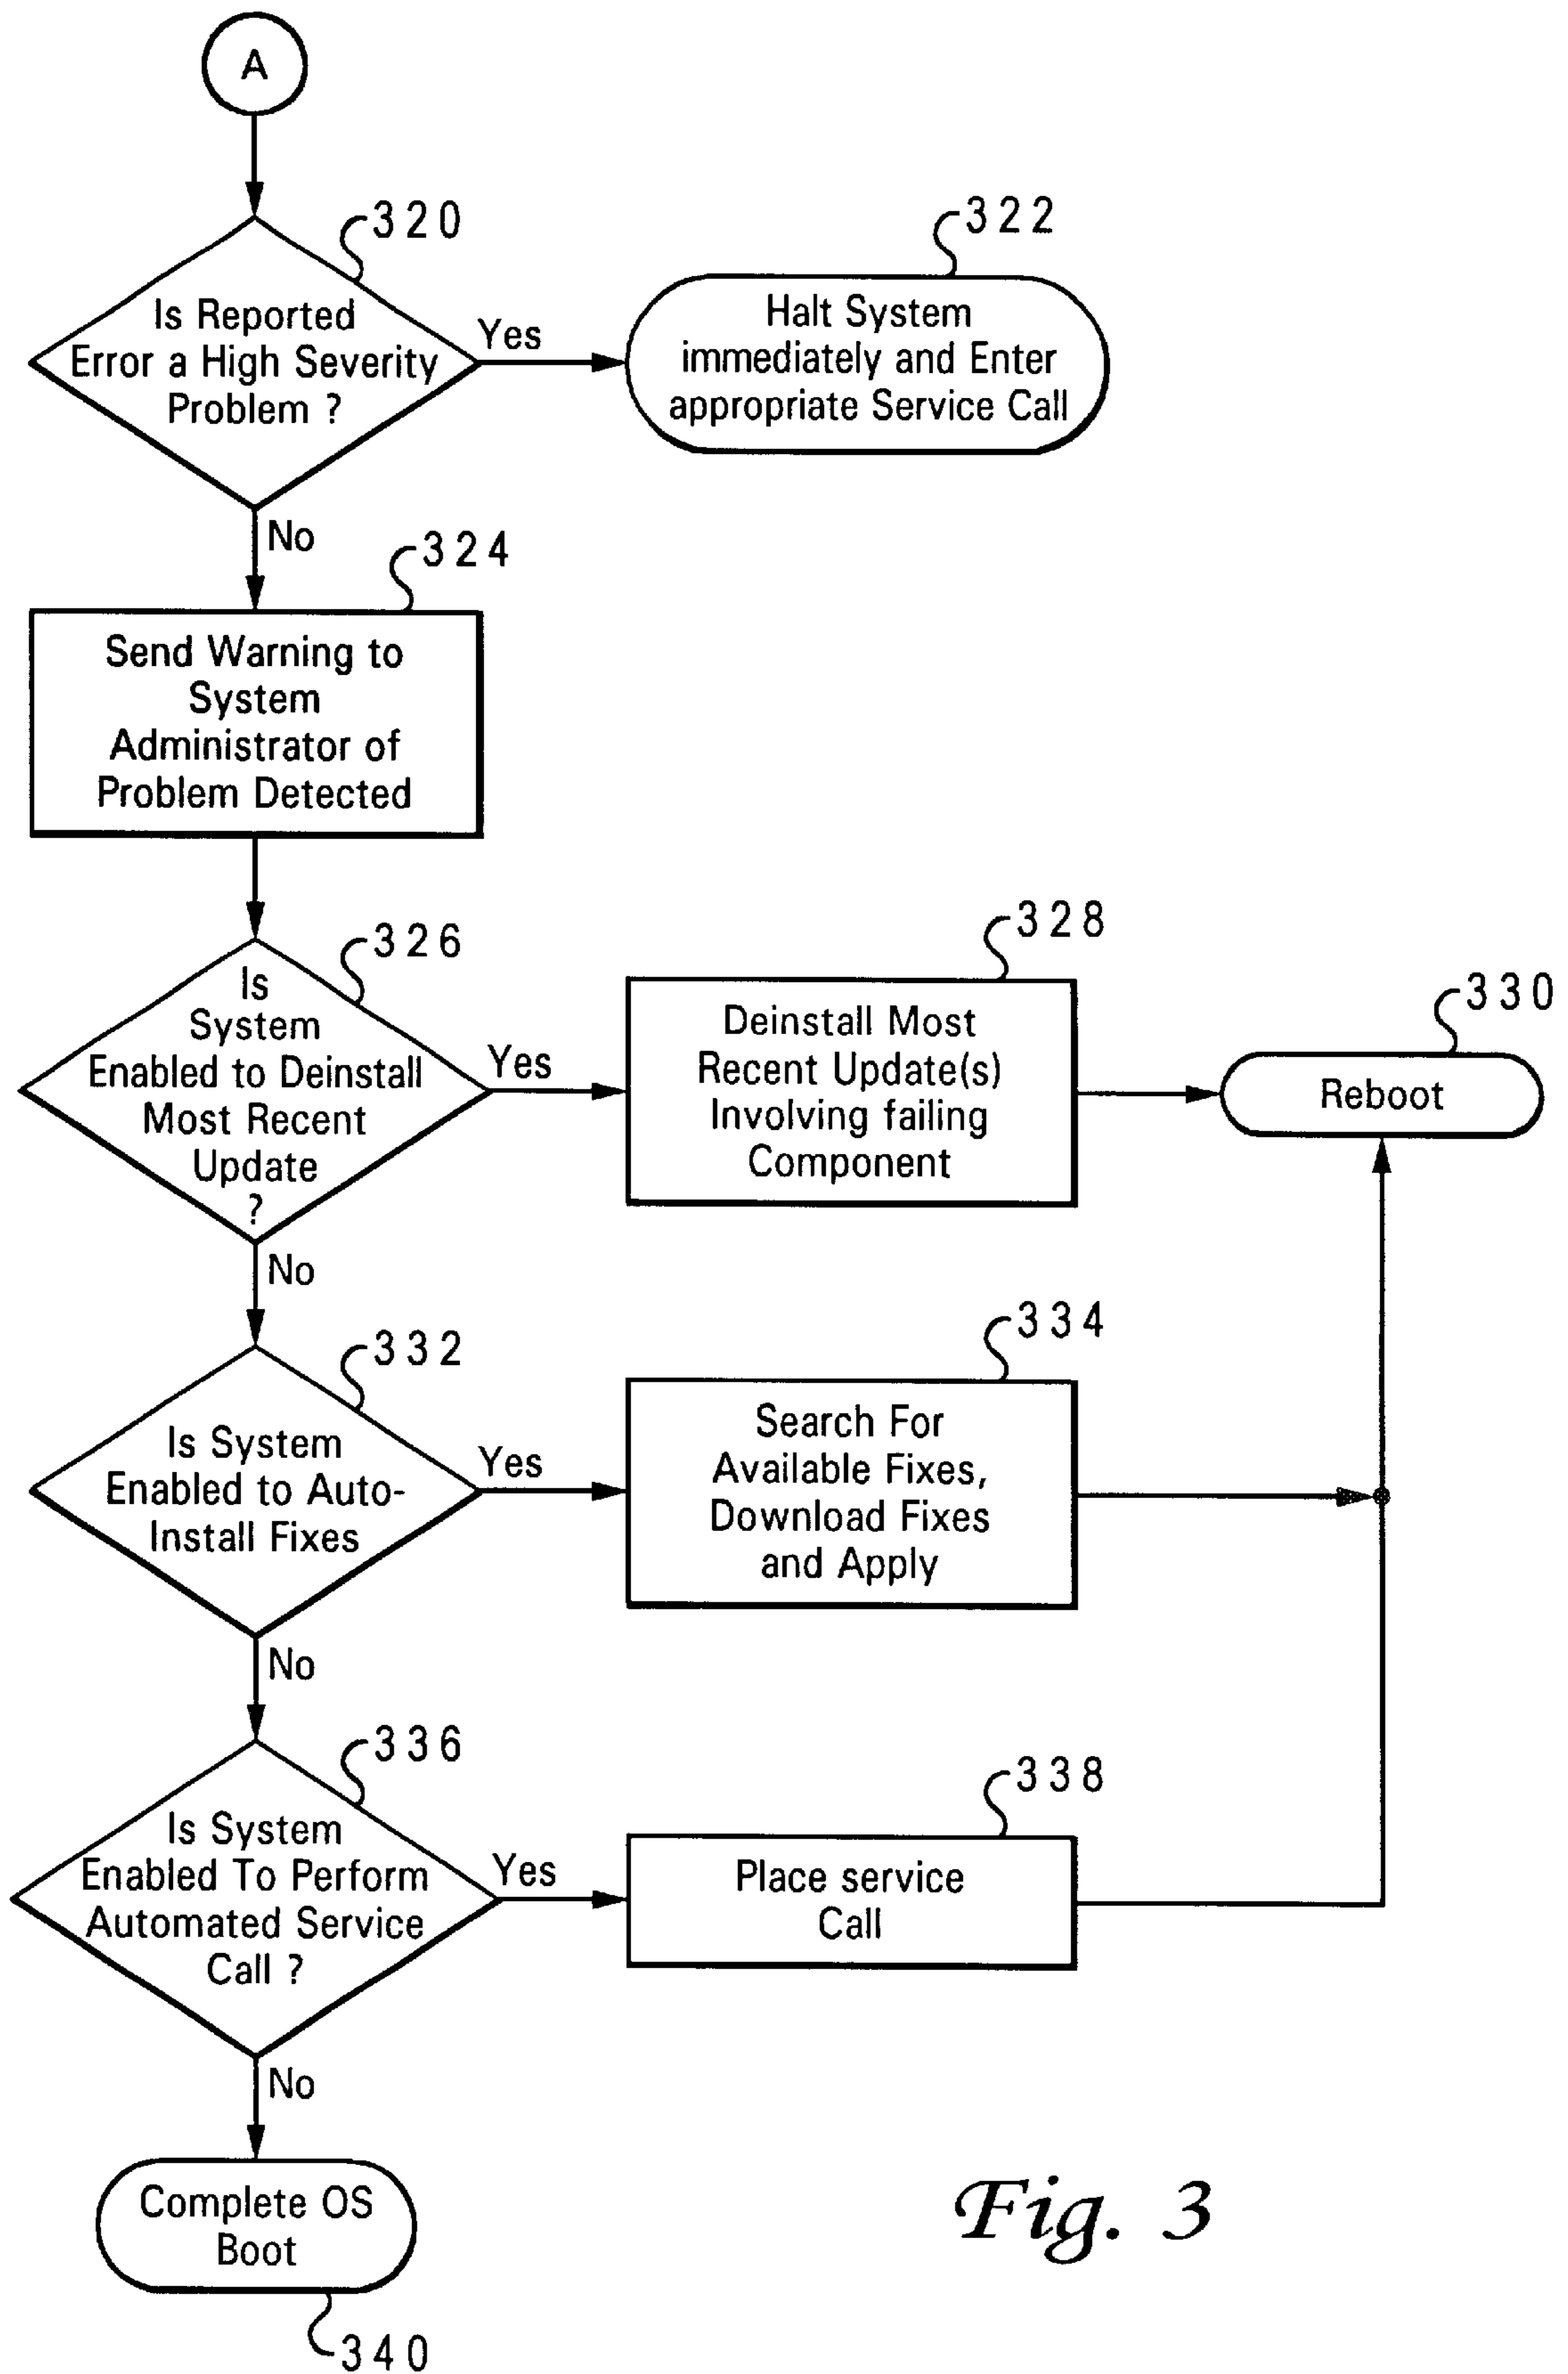 A
320
Is Reported
Error a High Severity
Problem ?
Yes
322
Halt System
immediately and Enter
appropriate Service Call
No
324
Send Warning to
System
Administrator of
Problem Detected
326
Is
System
Enabled to Deinstall
Most Recent
Update
?
Yes
328
Deinstall Most
Recent Update(s)
Involving failing
Component
330
Reboot
No
332
Is System
Enabled to Auto-
Install Fixes
Yes
334
Search For
Available Fixes,
Download Fixes
and Apply
No
336
Is System
Enabled To Perform
Automated Service
Call ?
Yes
338
Place service
Call
No
Complete OS
Boot
340
Fig. 3